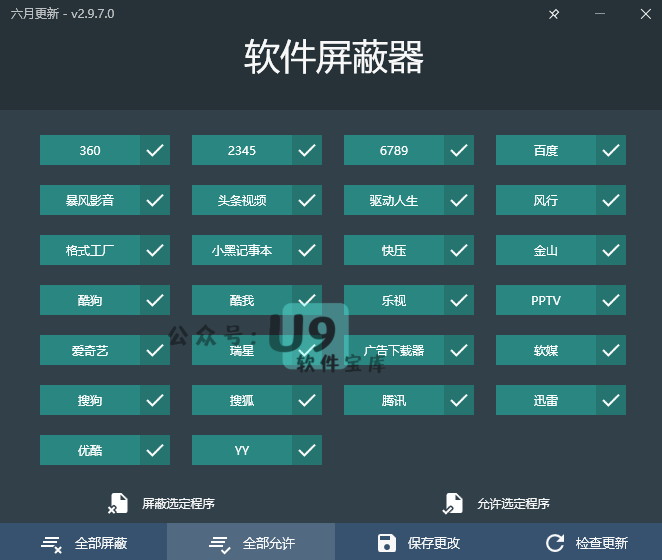 六月更新 - v2.9.7.0
软件屏蔽器
360 2345 6789 百度
暴风影音 头条视频 驱动人生 风行
格式工厂 小黑记事本 快压 金山
酷狗 酷我 乐视 PPTV
公众号: U9 软件宝库
爱奇艺 瑞星 广告下载器 软媒
搜狗 搜狐 腾讯 迅雷
优酷 YY
屏蔽选定程序 允许选定程序
全部屏蔽 全部允许 保存更改 检查更新